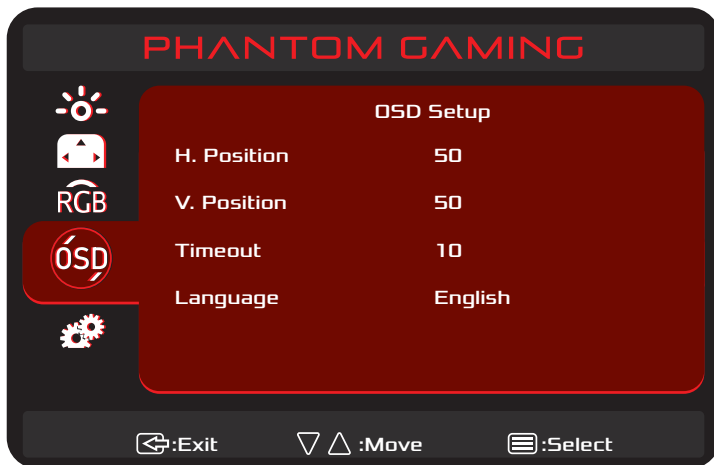 PHANTOM GAMING
OSD Setup
H. Position 50
RGB
V. Position 50
OSD
Timeout 10
Language English
:Exit :Move :Select